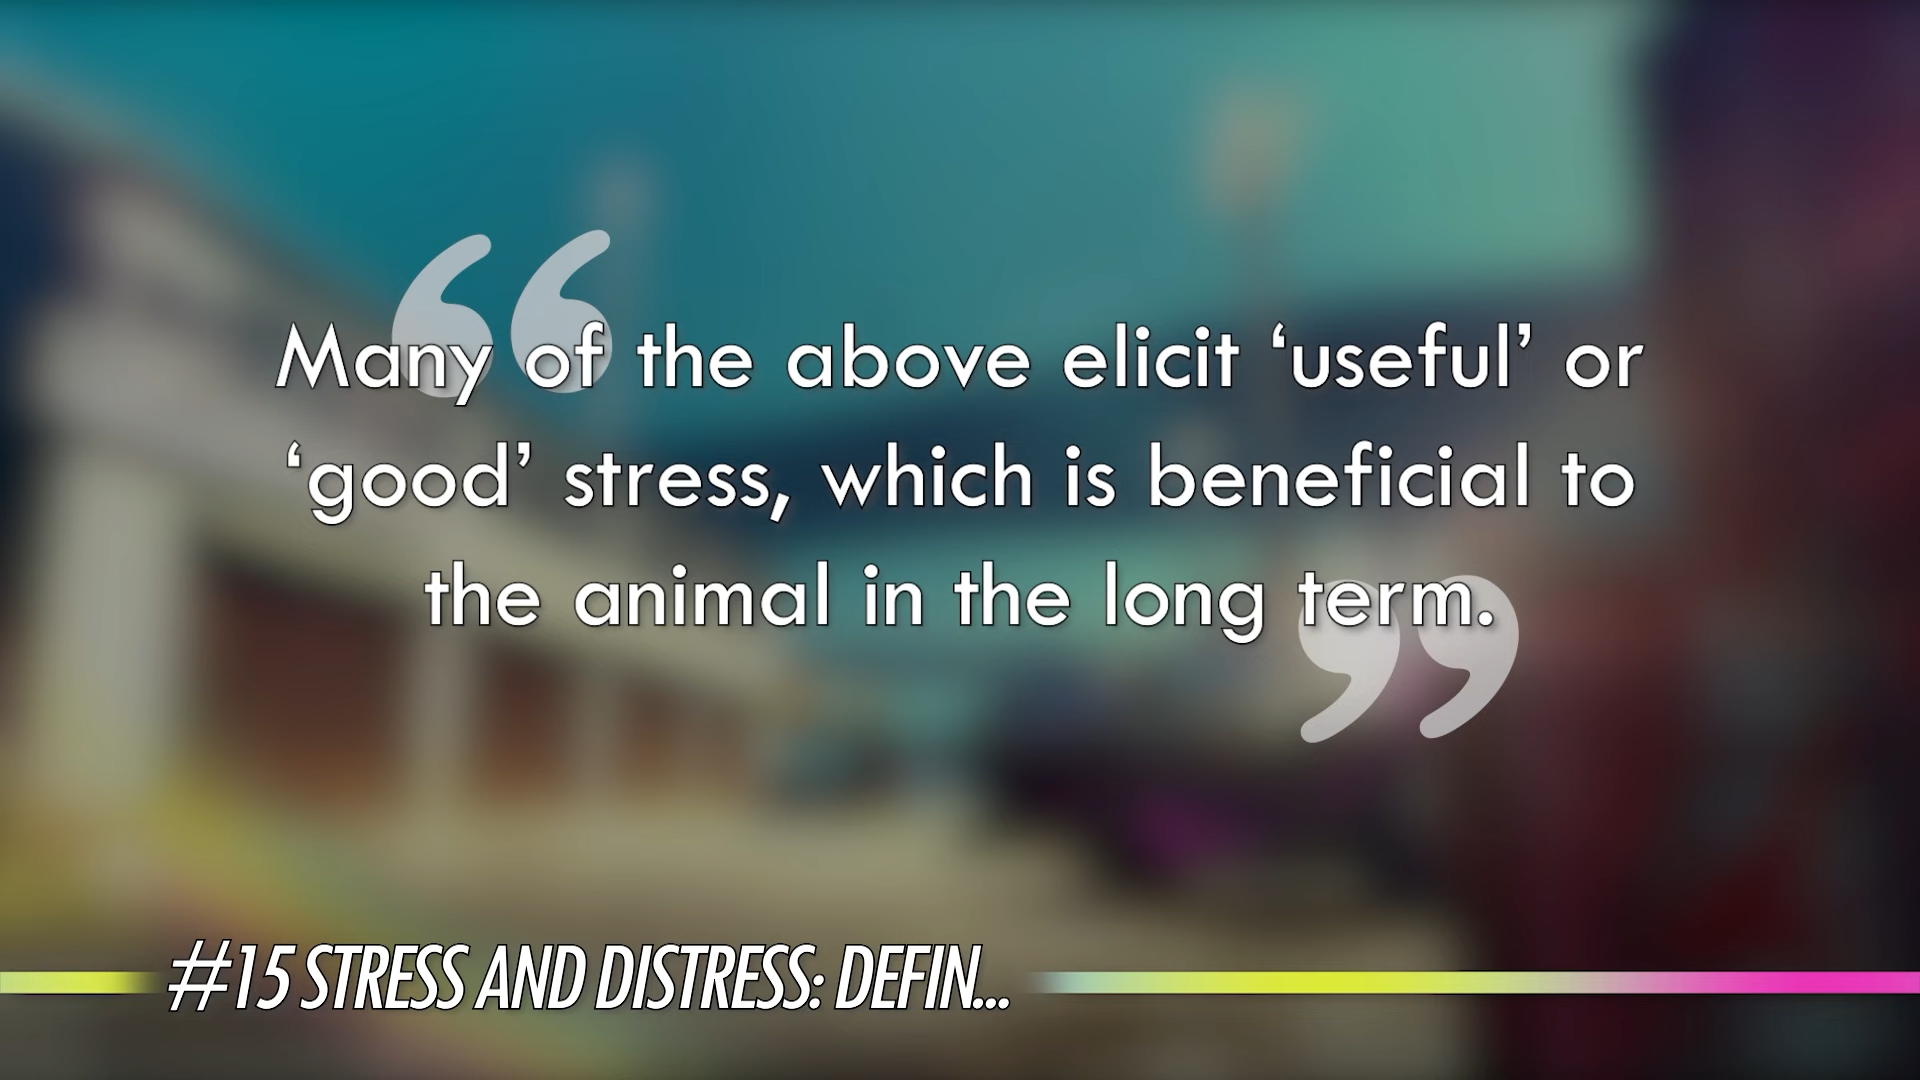 Many of the above elicit ‘useful’ or
‘good’ stress, which is beneficial to
the animal in the long term.
#15 STRESS AND DISTRESS: DEFIN...